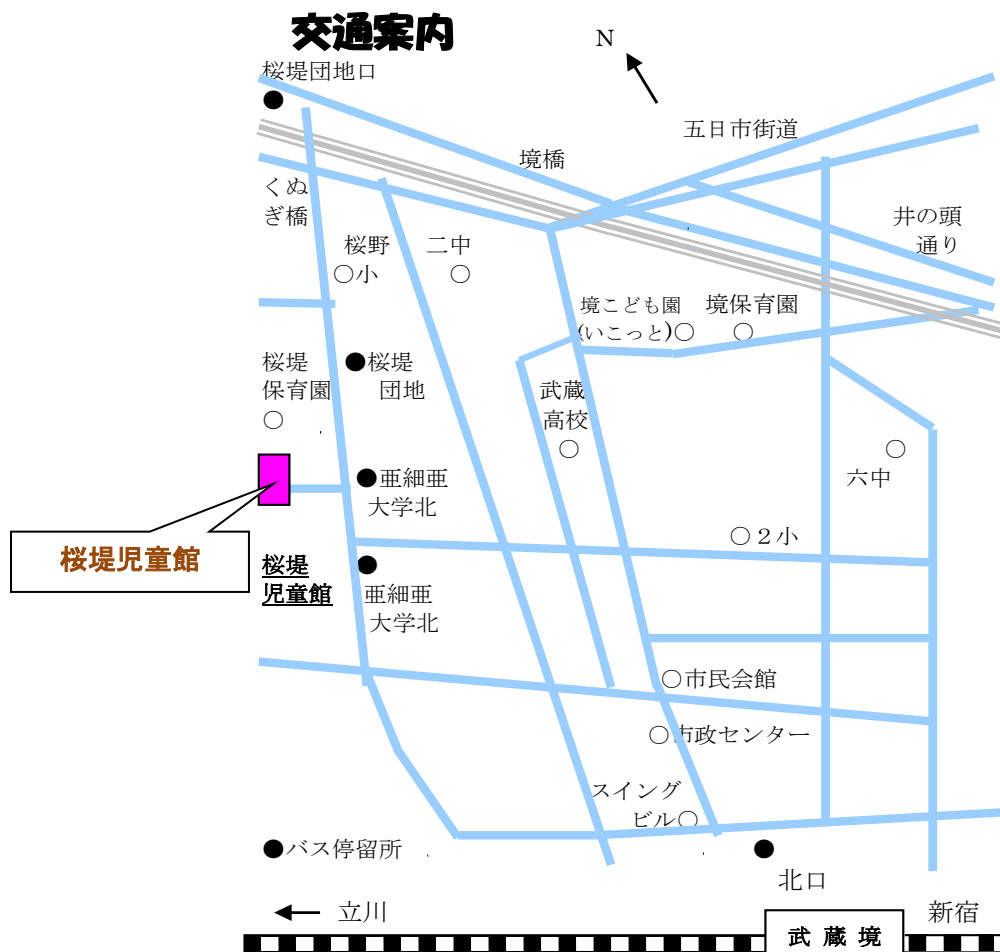 交通案内
N
桜堤団地口
五日市街道
境橋
くぬ
ぎ橋
井の頭
通り
桜野
○小
二中
○
境こども園
(いこっと)○
境保育園
○
桜堤
保育園
○
●桜堤
団地
武蔵
高校
○
○
六中
●亜細亜
大学北
○2小
桜堤児童館
桜堤
児童館
亜細亜
大学北
○市民会館
○市政センター
スイング
ビル○
●バス停留所
北口
立川
新宿
武蔵境